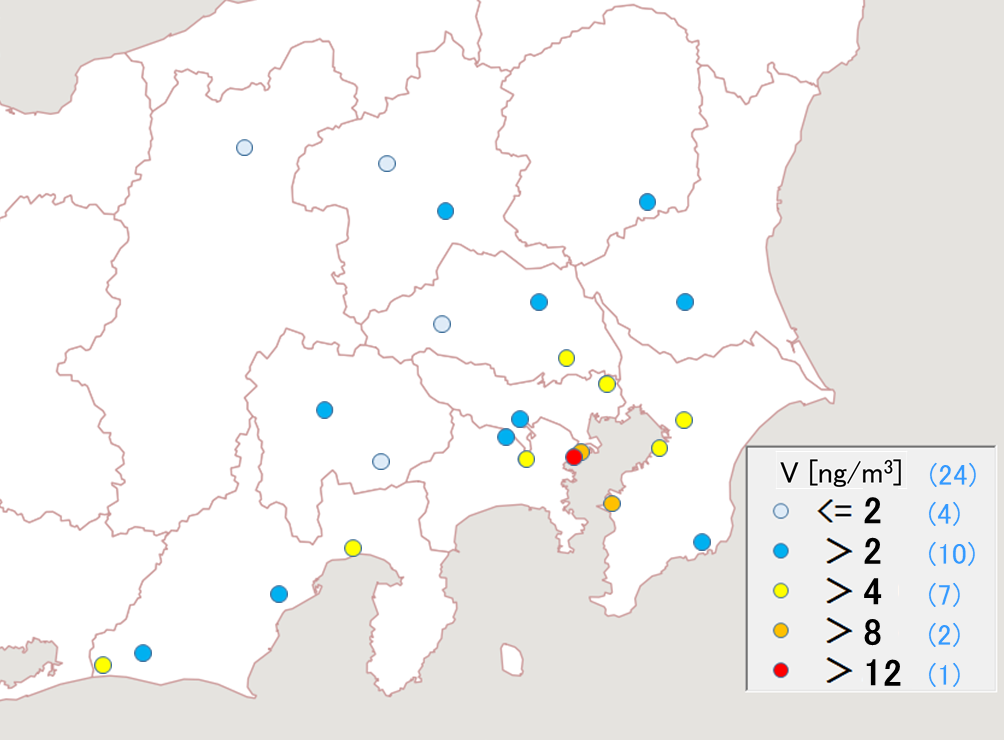 V [ng/m³] (24)
<= 2 (4)
> 2 (10)
> 4 (7)
> 8 (2)
> 12 (1)